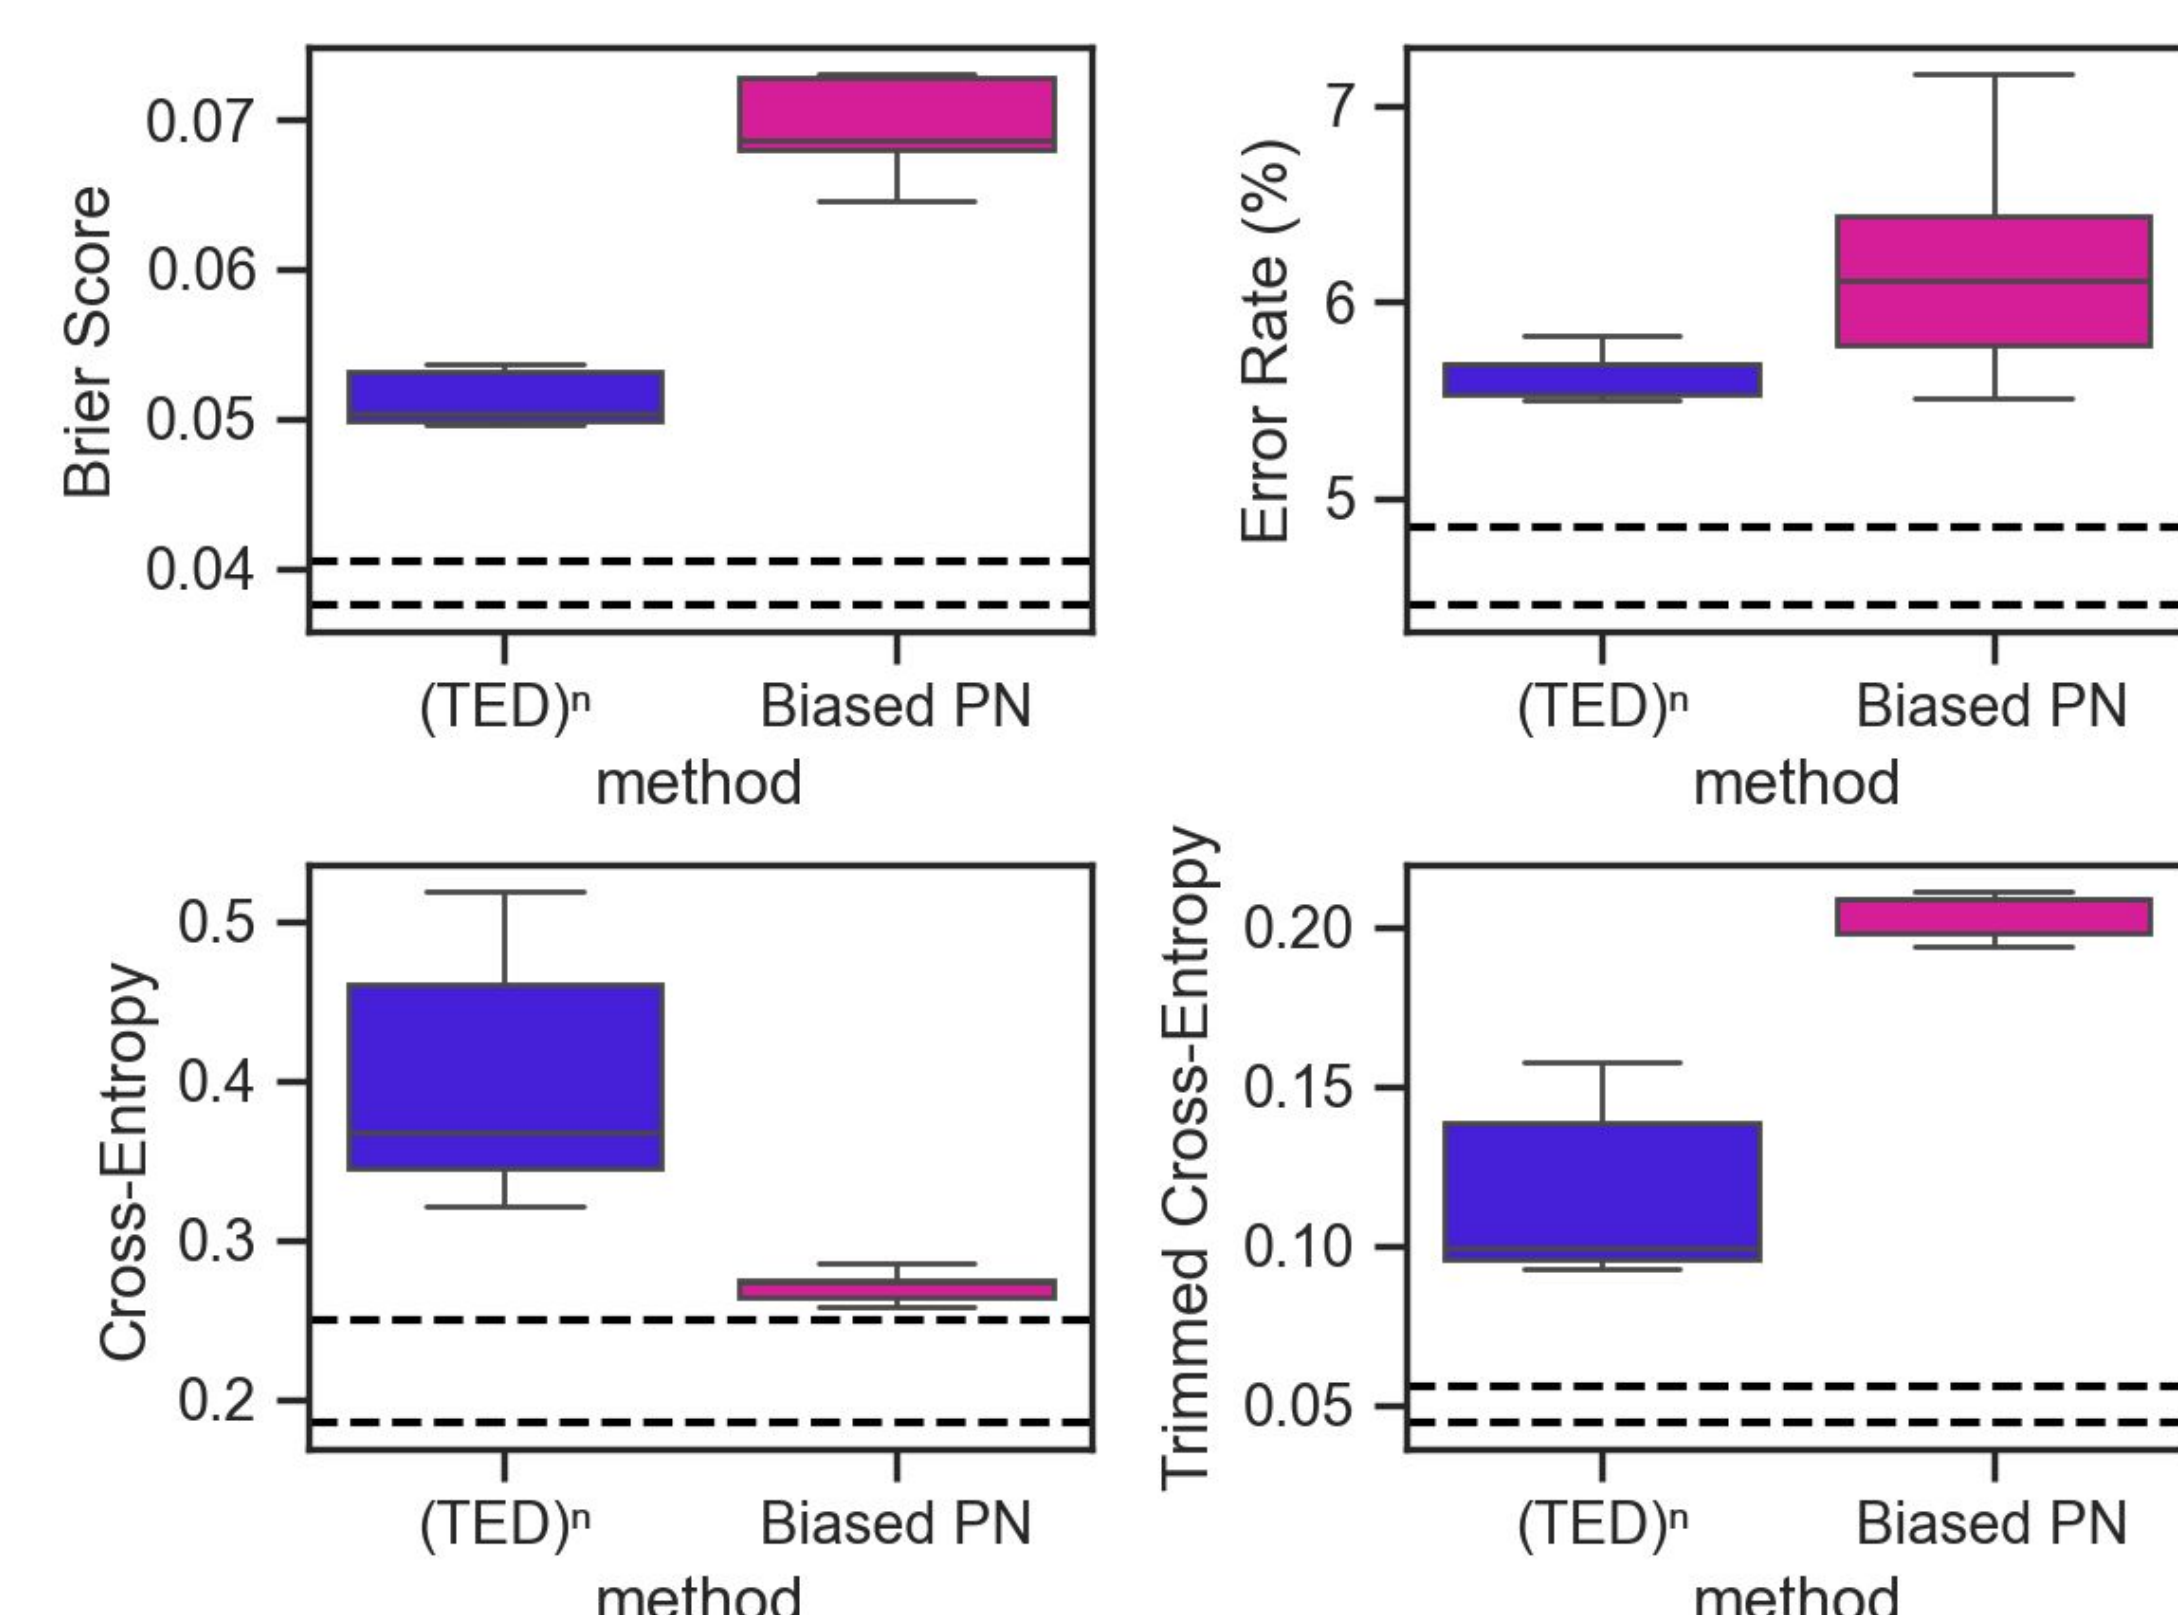 Brier Score
0.07
0.06
0.05
0.04
(TED)ⁿ Biased PN
method
Error Rate (%)
7
6
5
(TED)ⁿ Biased PN
method
Cross-Entropy
0.5
0.4
0.3
0.2
(TED)ⁿ Biased PN
method
Trimmed Cross-Entropy
0.20
0.15
0.10
0.05
(TED)ⁿ Biased PN
method